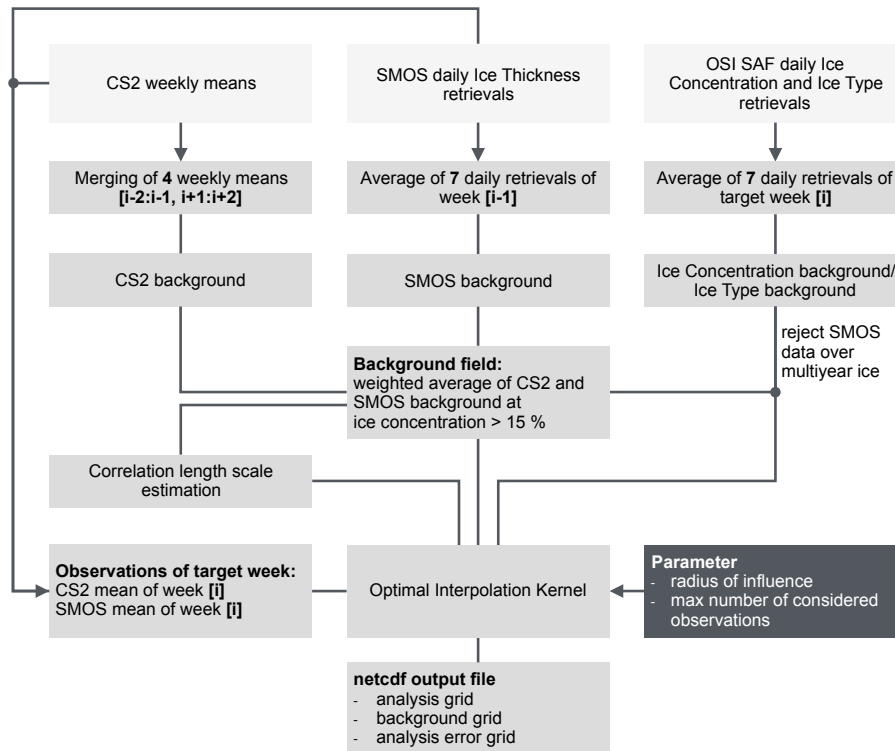 CS2 weekly means
SMOS daily Ice Thickness
retrievals
OSI SAF daily Ice
Concentration and Ice Type
retrievals
Merging of 4 weekly means
[i-2:i-1, i+1:i+2]
Average of 7 daily retrievals of
week [i-1]
Average of 7 daily retrievals of
target week [i]
CS2 background
SMOS background
Ice Concentration background/
Ice Type background
reject SMOS
data over
multiyear ice
Background field:
weighted average of CS2 and
SMOS background at
ice concentration > 15 %
Correlation length scale
estimation
Observations of target week:
CS2 mean of week [i]
SMOS mean of week [i]
Optimal Interpolation Kernel
Parameter
- radius of influence
- max number of considered
observations
netcdf output file
- analysis grid
- background grid
- analysis error grid